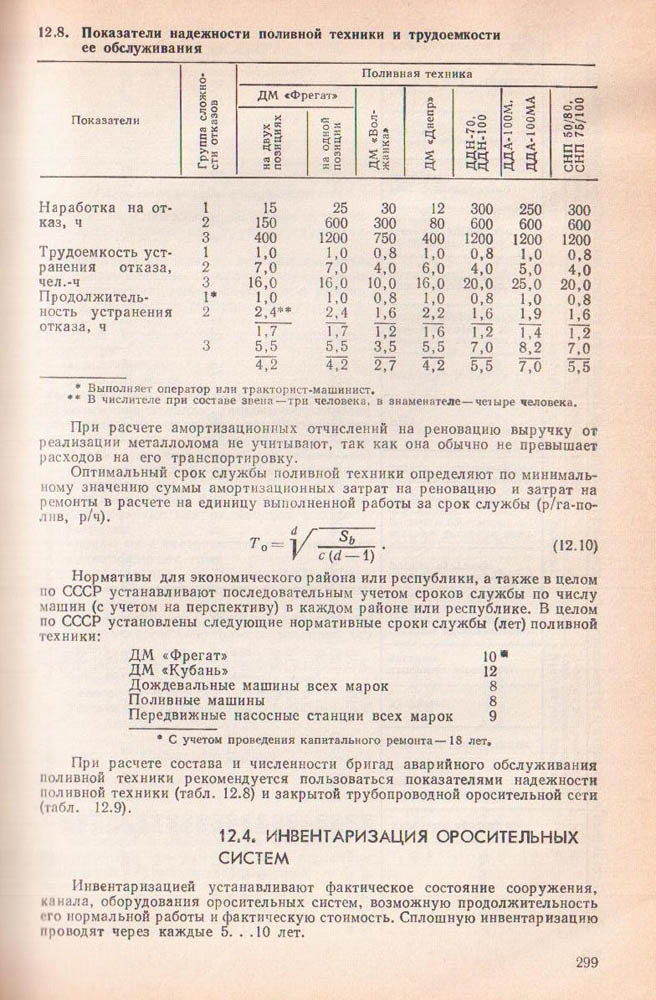 12.8. Показатели надежности поливной техники и трудоемкости
ее обслуживания
Показатели
Группа сложно-
сти отказов
Поливная техника
ДМ «Фрегат»
на двух
позициях
на одной
позиции
ДМ «Вол-
жанка»
ДМ «Днепр»
ДДН-70,
ДДН-100
ДДА-100М,
ДДА-100МА
СНП 50/80,
СНП 75/100
Наработка на от- 1 15 25 30 12 300 250 300
каз, ч 2 150 600 300 80 600 600 600
3 400 1200 750 400 1200 1200 1200
Трудоемкость уст- 1 1,0 1,0 0,8 1,0 0,8 1,0 0,8
ранения отказа, 2 7,0 7,0 4,0 6,0 4,0 5,0 4,0
чел.-ч 3 16,0 16,0 10,0 16,0 20,0 25,0 20,0
Продолжитель- 1* 1,0 1,0 0,8 1,0 0,8 1,0 0,8
ность устранения 2 2,4** 2,4 1,6 2,2 1,6 1,9 1,6
отказа, ч 1,7 1,7 1,2 1,6 1,2 1,4 1,2
3 5,5 5,5 3,5 5,5 7,0 8,2 7,0
4,2 4,2 2,7 4,2 5,5 7,0 5,5
* Выполняет оператор или тракторист-машинист.
** В числителе при составе звена—три человека, в знаменателе—четыре человека.
При расчете амортизационных отчислений на реновацию выручку от
реализации металлолома не учитывают, так как она обычно не превышает
расходов на его транспортировку.
Оптимальный срок службы поливной техники определяют по минималь-
ному значению суммы амортизационных затрат на реновацию и затрат на
ремонты в расчете на единицу выполненной работы за срок службы (р/га-по-
лив, р/ч).
T₀ = ᵈ√ S_b / c (d — 1) . (12.10)
Нормативы для экономического района или республики, а также в целом
по СССР устанавливают последовательным учетом сроков службы по числу
машин (с учетом на перспективу) в каждом районе или республике. В целом
по СССР установлены следующие нормативные сроки службы (лет) поливной
техники:
ДМ «Фрегат» 10*
ДМ «Кубань» 12
Дождевальные машины всех марок 8
Поливные машины 8
Передвижные насосные станции всех марок 9
* С учетом проведения капитального ремонта—18 лет.
При расчете состава и численности бригад аварийного обслуживания
поливной техники рекомендуется пользоваться показателями надежности
поливной техники (табл. 12.8) и закрытой трубопроводной оросительной сети
(табл. 12.9).
12.4. ИНВЕНТАРИЗАЦИЯ ОРОСИТЕЛЬНЫХ
СИСТЕМ
Инвентаризацией устанавливают фактическое состояние сооружения,
канала, оборудования оросительных систем, возможную продолжительность
его нормальной работы и фактическую стоимость. Сплошную инвентаризацию
проводят через каждые 5. . .10 лет.
299